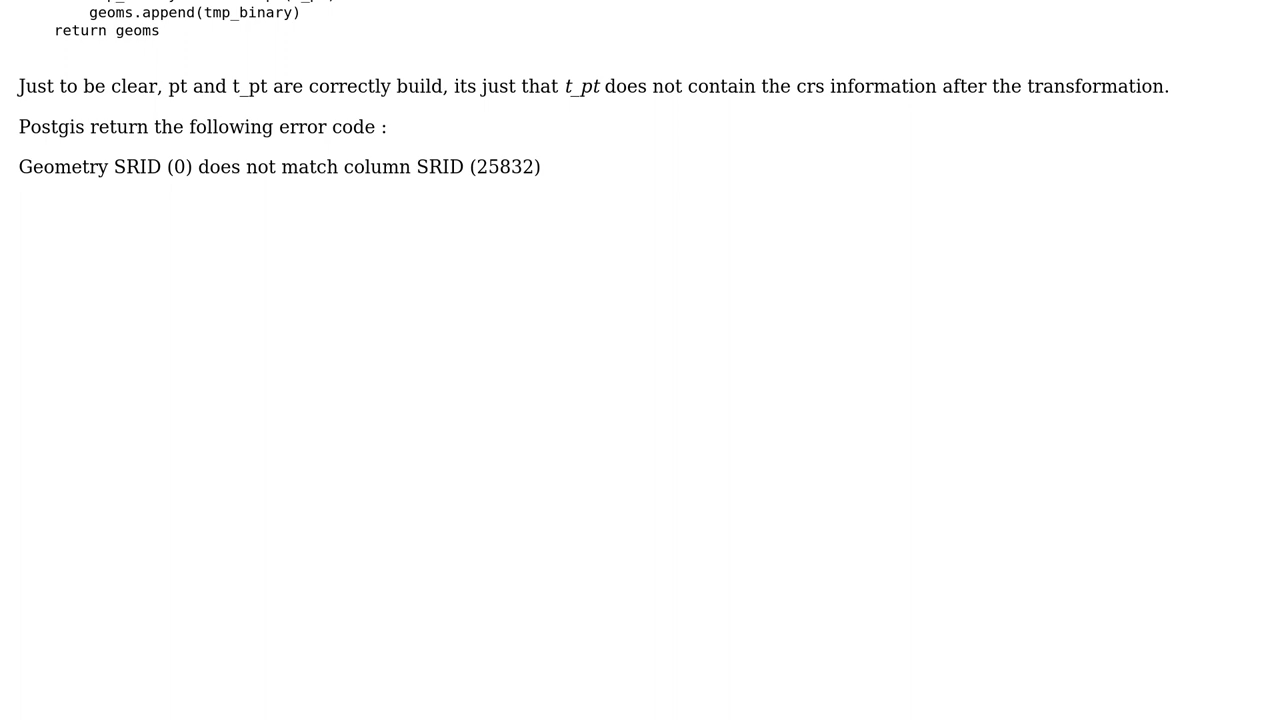 geoms.append(tmp_binary)
return geoms
Just to be clear, pt and t_pt are correctly build, its just that t_pt does not contain the crs information after the transformation.
Postgis return the following error code :
Geometry SRID (0) does not match column SRID (25832)